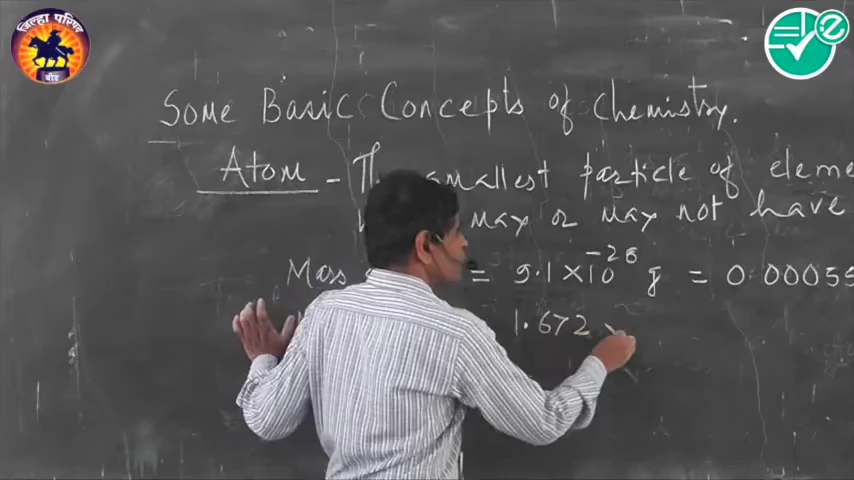 जिल्हा परिषद
बीड
Some Basic Concepts of Chemistry.
Atom - The smallest particle of eleme
may or may not have
Mass = 9.1 × 10⁻²⁸ g = 0.00055
1.672 ×